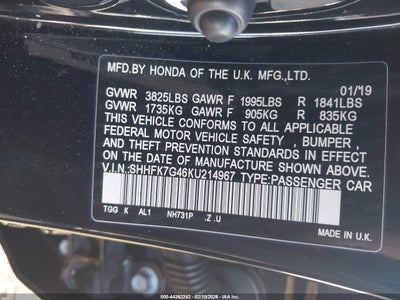 MFD.BY HONDA OF THE U.K. MFG.,LTD.
01/19
GVWR 3825LBS GAWR F 1995LBS R 1841LBS
GVWR 1735KG GAWR F 905KG R 835KG
THIS VEHICLE CONFORMS TO ALL APPLICABLE
FEDERAL MOTOR VEHICLE SAFETY , BUMPER ,
AND THEFT PREVENTION STANDARDS IN EFFECT
ON THE DATE OF MANUFACTURE SHOWN ABOVE.
V.I.N.:SHHFK7G46KU214967 TYPE:PASSENGER CAR
TGG K AL1 NH731P .Z .U
MADE IN U.K.
000-44362242 - 02/10/2026 - © IAA Holdings, LLC